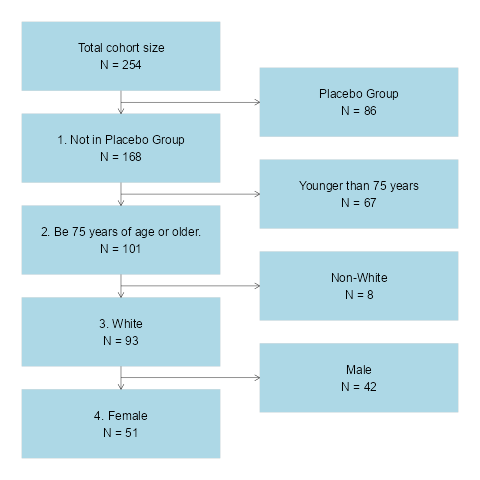 Total cohort size
N = 254
Placebo Group
N = 86
1. Not in Placebo Group
N = 168
Younger than 75 years
N = 67
2. Be 75 years of age or older.
N = 101
Non-White
N = 8
3. White
N = 93
Male
N = 42
4. Female
N = 51